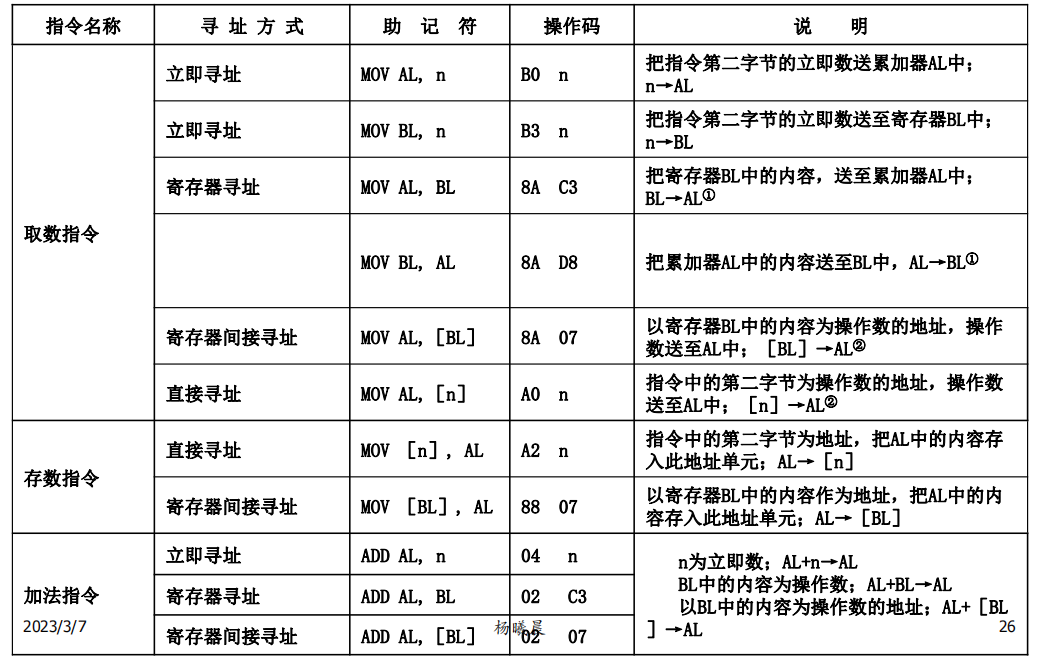 指令名称 寻 址 方 式 助 记 符 操作码 说 明
取数指令
立即寻址 MOV AL, n B0 n 把指令第二字节的立即数送累加器AL中;
n→AL
立即寻址 MOV BL, n B3 n 把指令第二字节的立即数送至寄存器BL中;
n→BL
寄存器寻址 MOV AL, BL 8A C3 把寄存器BL中的内容，送至累加器AL中;
BL→AL①
MOV BL, AL 8A D8 把累加器AL中的内容送至BL中，AL→BL①
寄存器间接寻址 MOV AL,［BL］ 8A 07 以寄存器BL中的内容为操作数的地址，操作
数送至AL中; ［BL］→AL②
直接寻址 MOV AL,［n］ A0 n 指令中的第二字节为操作数的地址，操作数
送至AL中; ［n］→AL②
存数指令
直接寻址 MOV ［n］, AL A2 n 指令中的第二字节为地址，把AL中的内容存
入此地址单元; AL→［n］
寄存器间接寻址 MOV ［BL］, AL 88 07 以寄存器BL中的内容作为地址，把AL中的内
容存入此地址单元; AL→［BL］
加法指令
立即寻址 ADD AL, n 04 n
寄存器寻址 ADD AL, BL 02 C3
寄存器间接寻址 ADD AL,［BL］ 02 07
n为立即数; AL+n→AL
BL中的内容为操作数; AL+BL→AL
以BL中的内容为操作数的地址; AL+［BL
］→AL
2023/3/7 杨曦晨 26